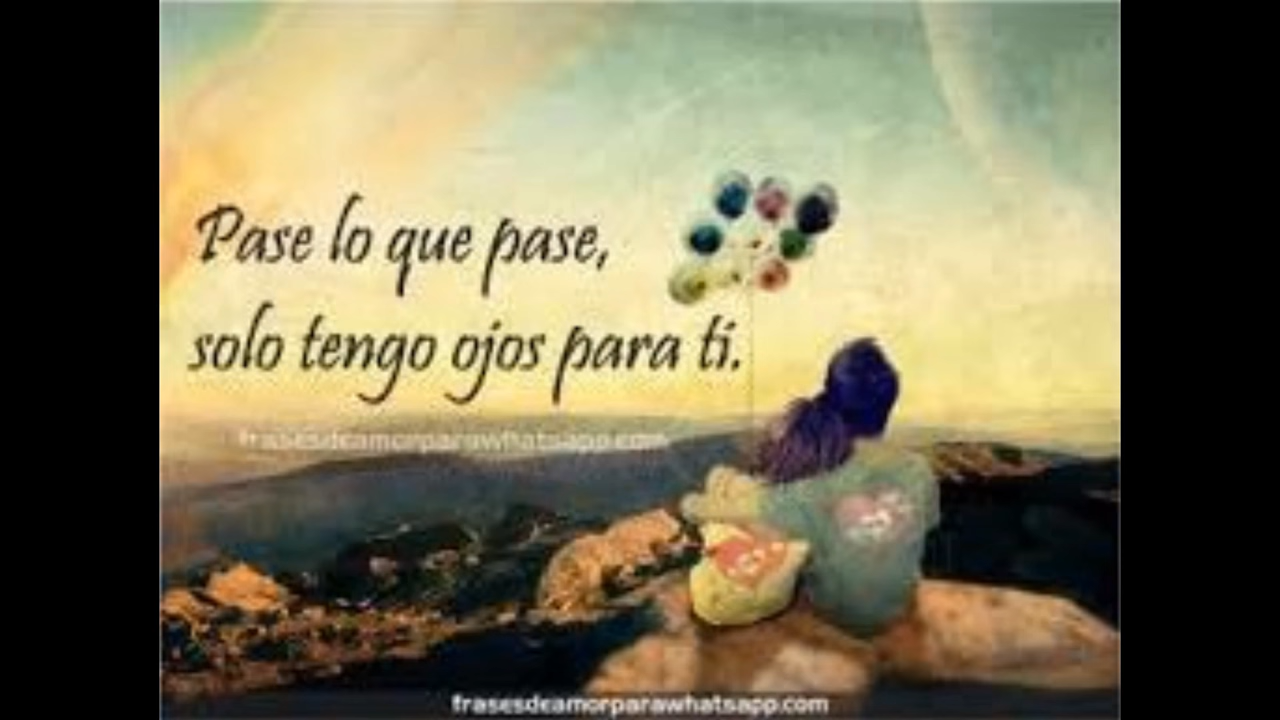 Pase lo que pase,
solo tengo ojos para ti.
frasesdeamorparawhatsapp.com
frasesdeamorparawhatsapp.com